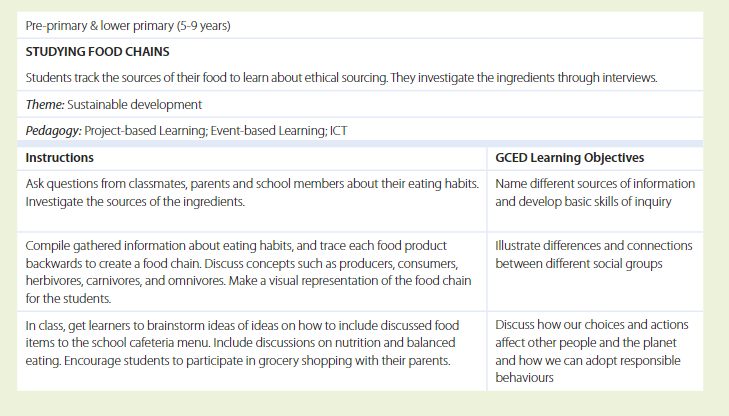 Pre-primary & lower primary (5-9 years)
STUDYING FOOD CHAINS
Students track the sources of their food to learn about ethical sourcing. They investigate the ingredients through interviews.
Theme: Sustainable development
Pedagogy: Project-based Learning; Event-based Learning; ICT
Instructions
GCED Learning Objectives
Ask questions from classmates, parents and school members about their eating habits.
Investigate the sources of the ingredients.
Name different sources of information
and develop basic skills of inquiry
Compile gathered information about eating habits, and trace each food product
backwards to create a food chain. Discuss concepts such as producers, consumers,
herbivores, carnivores, and omnivores. Make a visual representation of the food chain
for the students.
Illustrate differences and connections
between different social groups
In class, get learners to brainstorm ideas of ideas on how to include discussed food
items to the school cafeteria menu. Include discussions on nutrition and balanced
eating. Encourage students to participate in grocery shopping with their parents.
Discuss how our choices and actions
affect other people and the planet
and how we can adopt responsible
behaviours